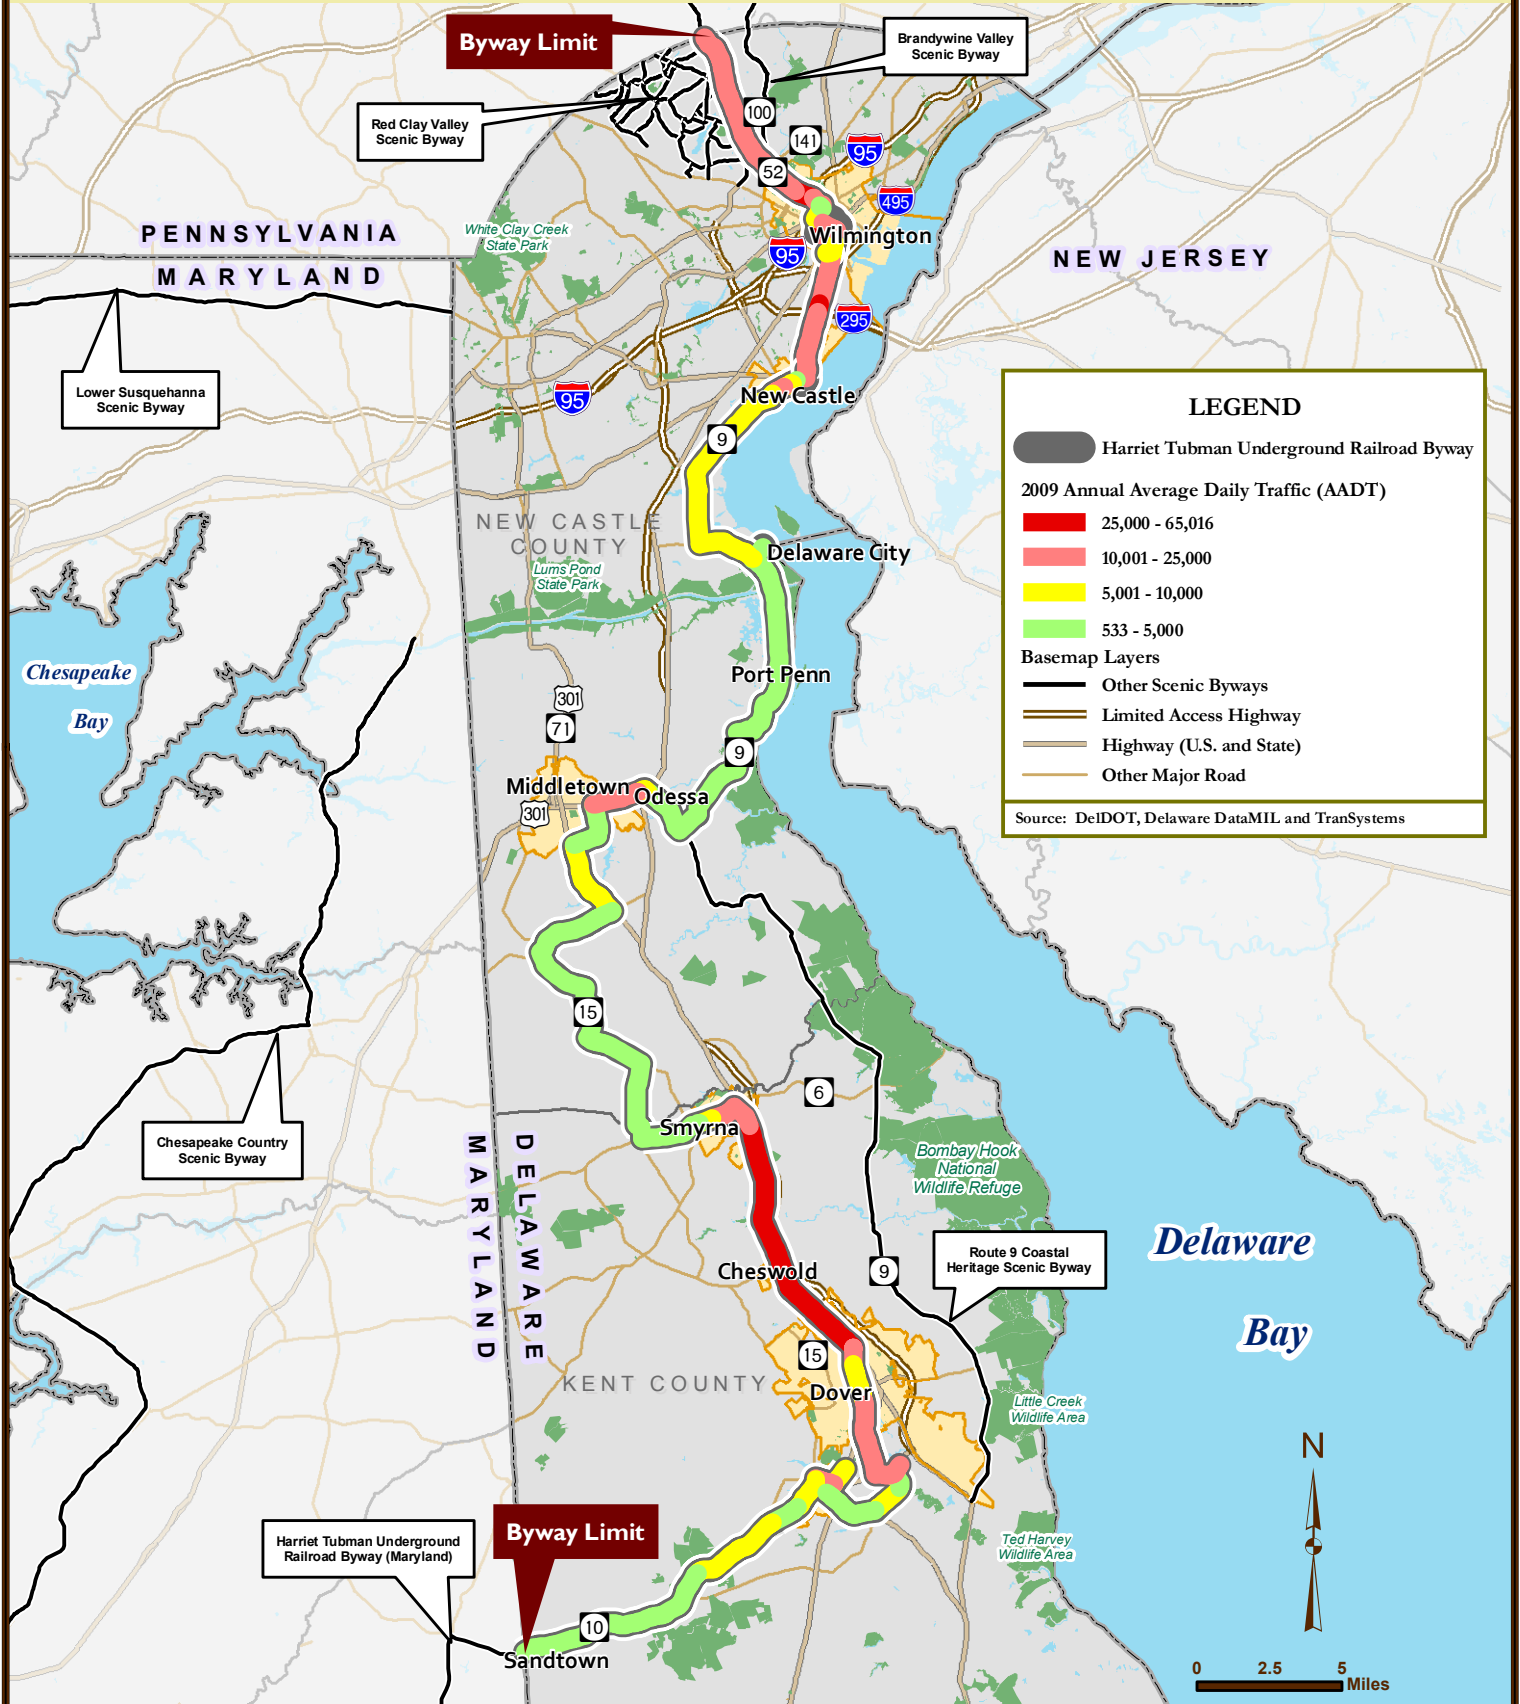 Byway Limit
Brandywine Valley
Scenic Byway
Red Clay Valley
Scenic Byway
100
141
95
52
495
PENNSYLVANIA
MARYLAND
White Clay Creek
State Park
Wilmington
95
NEW JERSEY
295
Lower Susquehanna
Scenic Byway
95
New Castle
9
LEGEND
Harriet Tubman Underground Railroad Byway
2009 Annual Average Daily Traffic (AADT)
25,000 - 65,016
10,001 - 25,000
5,001 - 10,000
533 - 5,000
Basemap Layers
Other Scenic Byways
Limited Access Highway
Highway (U.S. and State)
Other Major Road
Source: DelDOT, Delaware DataMIL and TranSystems
NEW CASTLE
COUNTY
Delaware City
Lums Pond
State Park
Chesapeake
Bay
Port Penn
301
71
9
Middletown
Odessa
301
15
6
Smyrna
Chesapeake Country
Scenic Byway
MARYLAND
DELAWARE
Bombay Hook
National
Wildlife Refuge
Delaware
Bay
Route 9 Coastal
Heritage Scenic Byway
Cheswold
9
15
KENT COUNTY
Dover
Little Creek
Wildlife Area
N
Byway Limit
Harriet Tubman Underground
Railroad Byway (Maryland)
Ted Harvey
Wildlife Area
10
Sandtown
0 2.5 5
Miles